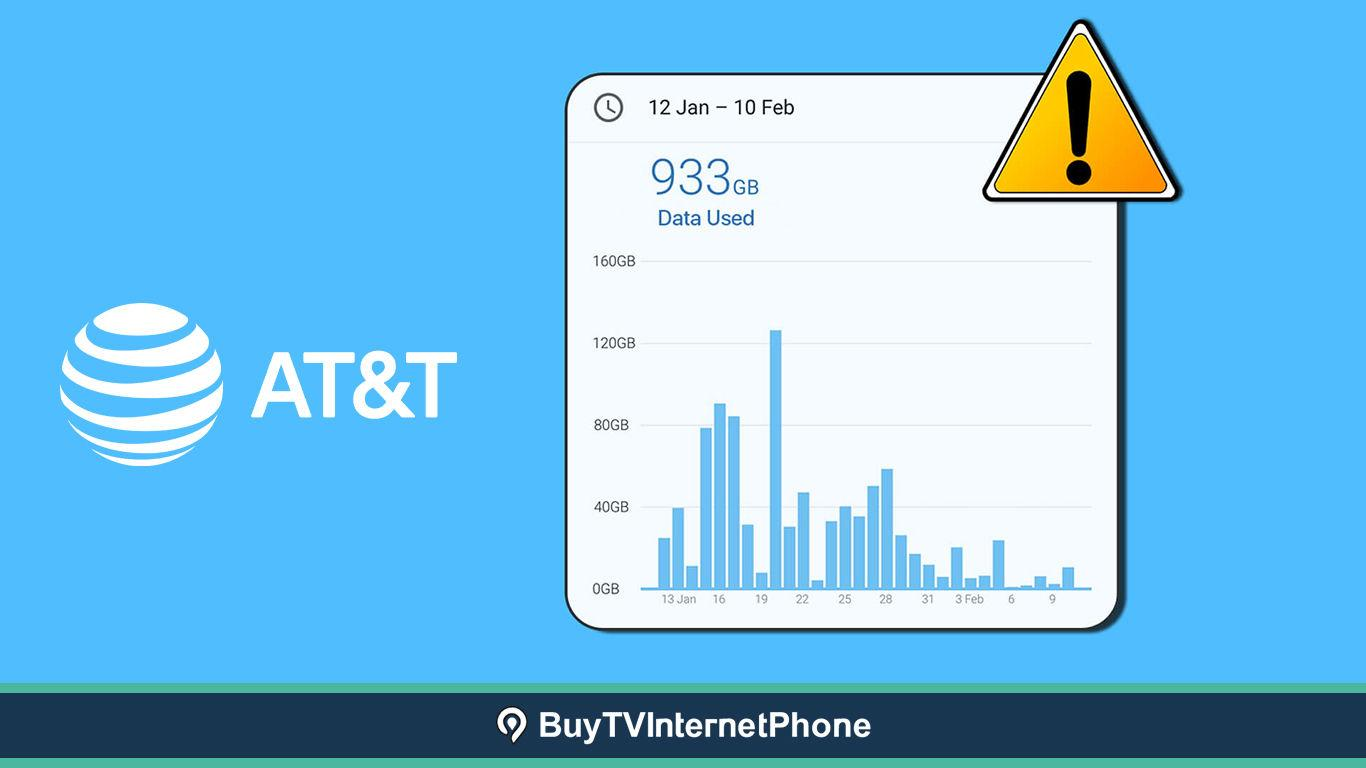 12 Jan – 10 Feb
933GB
Data Used
160GB
120GB
80GB
40GB
0GB
13 Jan 16 19 22 25 28 31 3 Feb 6 9
AT&T
BuyTVInternetPhone